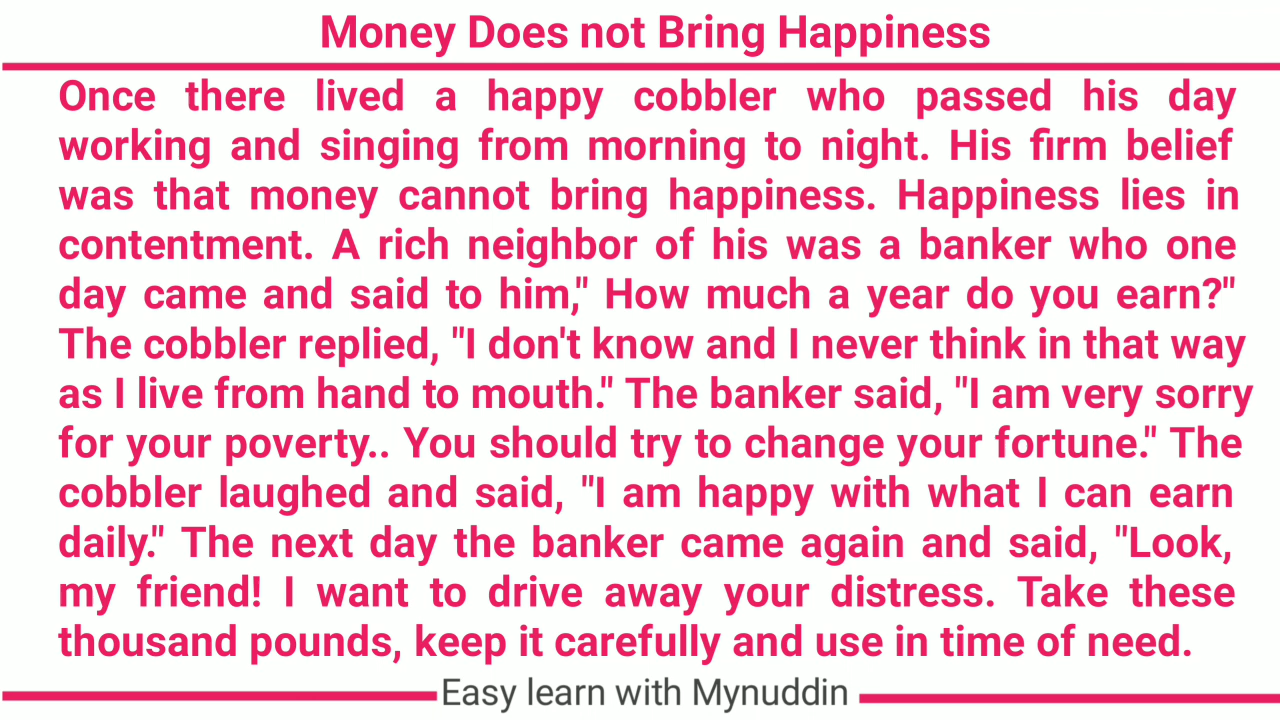 Money Does not Bring Happiness
Once there lived a happy cobbler who passed his day
working and singing from morning to night. His firm belief
was that money cannot bring happiness. Happiness lies in
contentment. A rich neighbor of his was a banker who one
day came and said to him," How much a year do you earn?"
The cobbler replied, "I don't know and I never think in that way
as I live from hand to mouth." The banker said, "I am very sorry
for your poverty.. You should try to change your fortune." The
cobbler laughed and said, "I am happy with what I can earn
daily." The next day the banker came again and said, "Look,
my friend! I want to drive away your distress. Take these
thousand pounds, keep it carefully and use in time of need.
Easy learn with Mynuddin